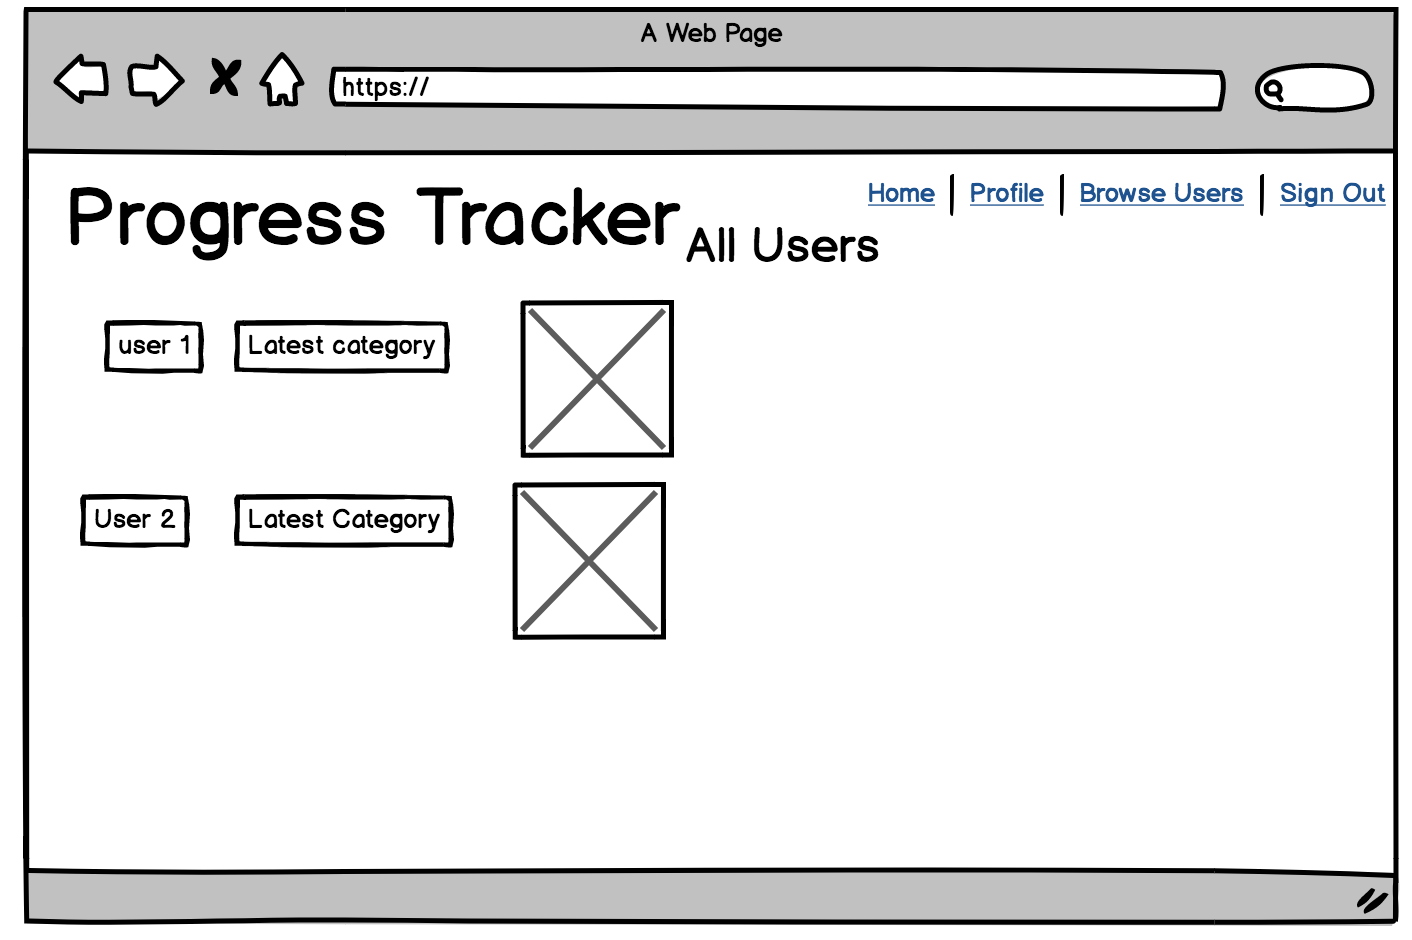 A Web Page
https://
Home Profile Browse Users Sign Out
Progress Tracker
All Users
user 1 Latest category
User 2 Latest Category